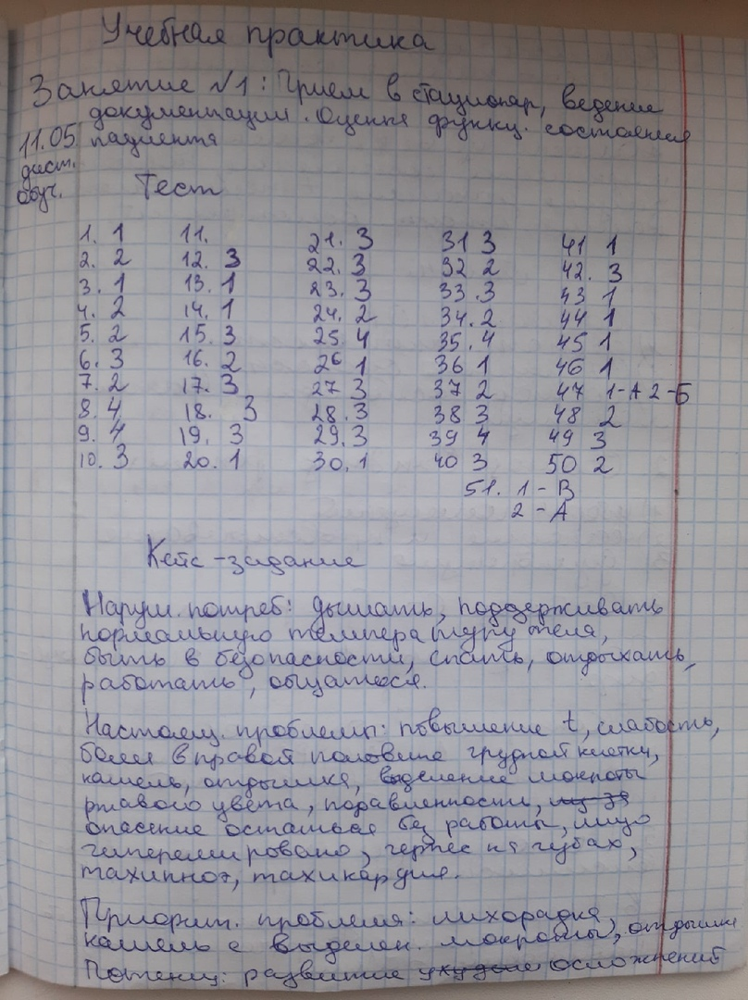 Учебная практика
Занятие №1: Прием в стационар, ведение
документации. Оценка функц. состояния
11.05 пациента
дист.
обуч.
Тест
1. 1 11. 21. 3 31 3 41 1
2. 2 12. 3 22. 3 32 2 42. 3
3. 1 13. 1 23. 3 33 .3 43 1
4. 2 14. 1 24. 2 34. 2 44 1
5. 2 15. 3 25 4 35. 4 45 1
6. 3 16. 2 26 1 36 1 46 1
7. 2 17. 3 27 3 37 2 47 1-А 2-Б
8. 4 18. 3 28. 3 38 3 48 2
9. 4 19. 3 29. 3 39 4 49 3
10. 3 20. 1 30. 1 40 3 50 2
51. 1 - В
2 - А
Кейс-задание
Наруш. потреб: дышать, поддерживать
нормальную температуру тела,
быть в безопасности, спать, отдыхать,
работать, общаться.
Настоящ. проблемы: повышение t, слабость,
боли в правой половине грудной клетки,
кашель, отдышка, выделение мокроты
ржавого цвета, подавленность,
опасение остаться без работы, лицо
гиперемировано, герпес на губах,
тахипноэ, тахикардия.
Приорит. проблема: лихорадка,
кашель с выделен. мокроты, отдышка
Потенц: развитие осложнений